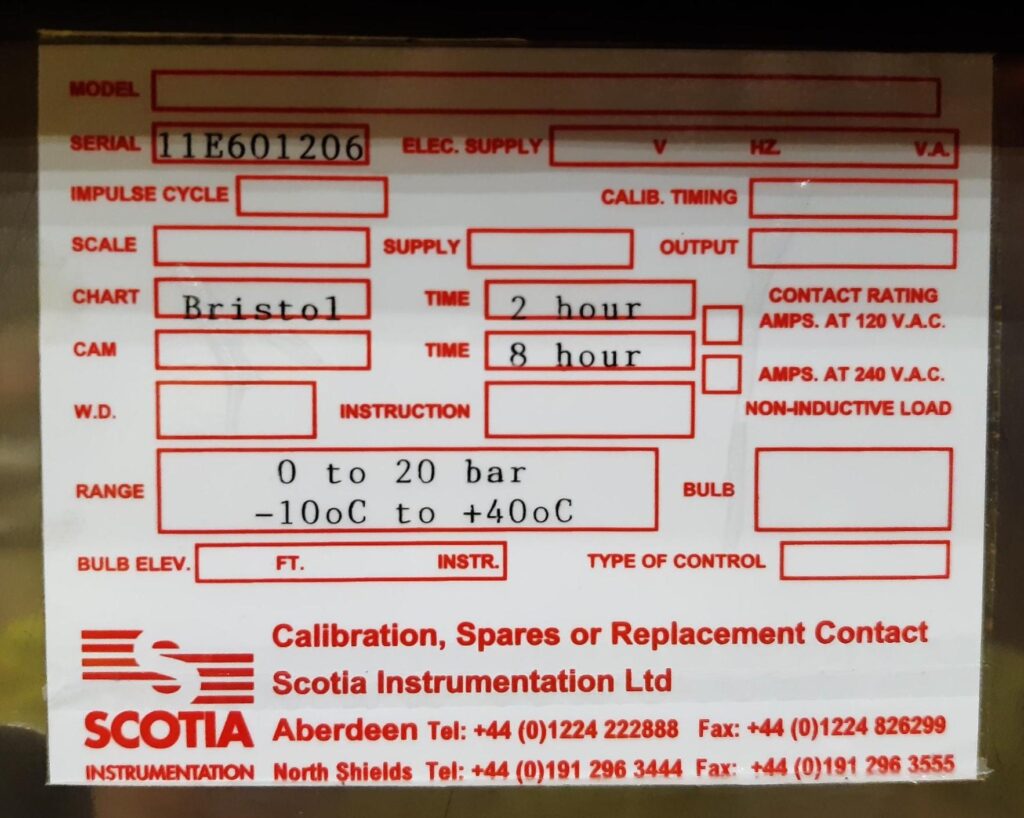 MODEL
SERIAL 11E601206 ELEC. SUPPLY V HZ. V.A.
IMPULSE CYCLE CALIB. TIMING
SCALE SUPPLY OUTPUT
CHART Bristol TIME 2 hour CONTACT RATING
AMPS. AT 120 V.A.C.
CAM TIME 8 hour
AMPS. AT 240 V.A.C.
W.D. INSTRUCTION NON-INDUCTIVE LOAD
RANGE 0 to 20 bar
-10oC to +40oC
BULB
BULB ELEV. FT. INSTR. TYPE OF CONTROL
Calibration, Spares or Replacement Contact
Scotia Instrumentation Ltd
SCOTIA Aberdeen Tel: +44 (0)1224 222888 Fax: +44 (0)1224 826299
INSTRUMENTATION North Shields Tel: +44 (0)191 296 3444 Fax: +44 (0)191 296 3555